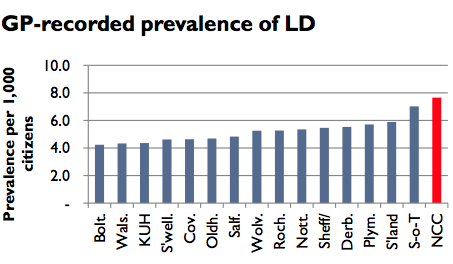 GP-recorded prevalence of LD
Prevalence per 1,000
citizens
10.0
8.0
6.0
4.0
2.0
-
Bolt.
Wals.
KUH
S'well.
Cov.
Oldh.
Salf.
Wolv.
Roch.
Nott.
Sheff/
Derb.
Plym.
S'land
S-o-T
NCC